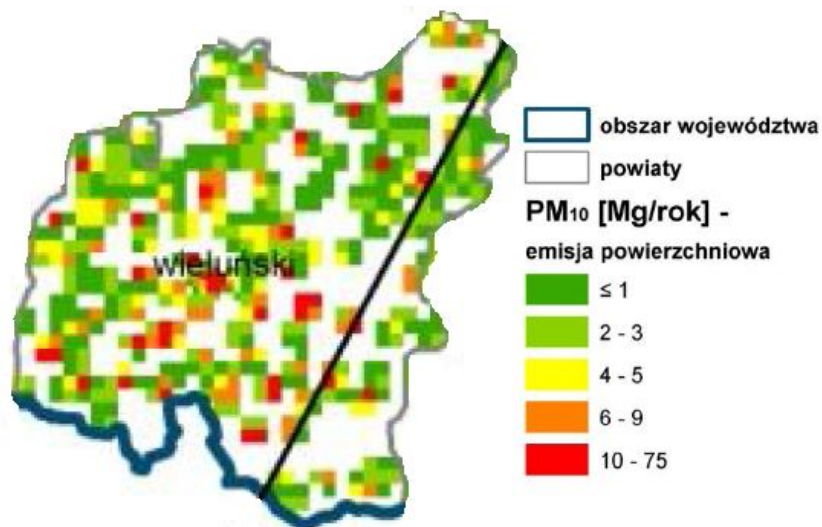 wieluński
obszar województwa
powiaty
PM₁₀ [Mg/rok] -
emisja powierzchniowa
≤ 1
2 - 3
4 - 5
6 - 9
10 - 75